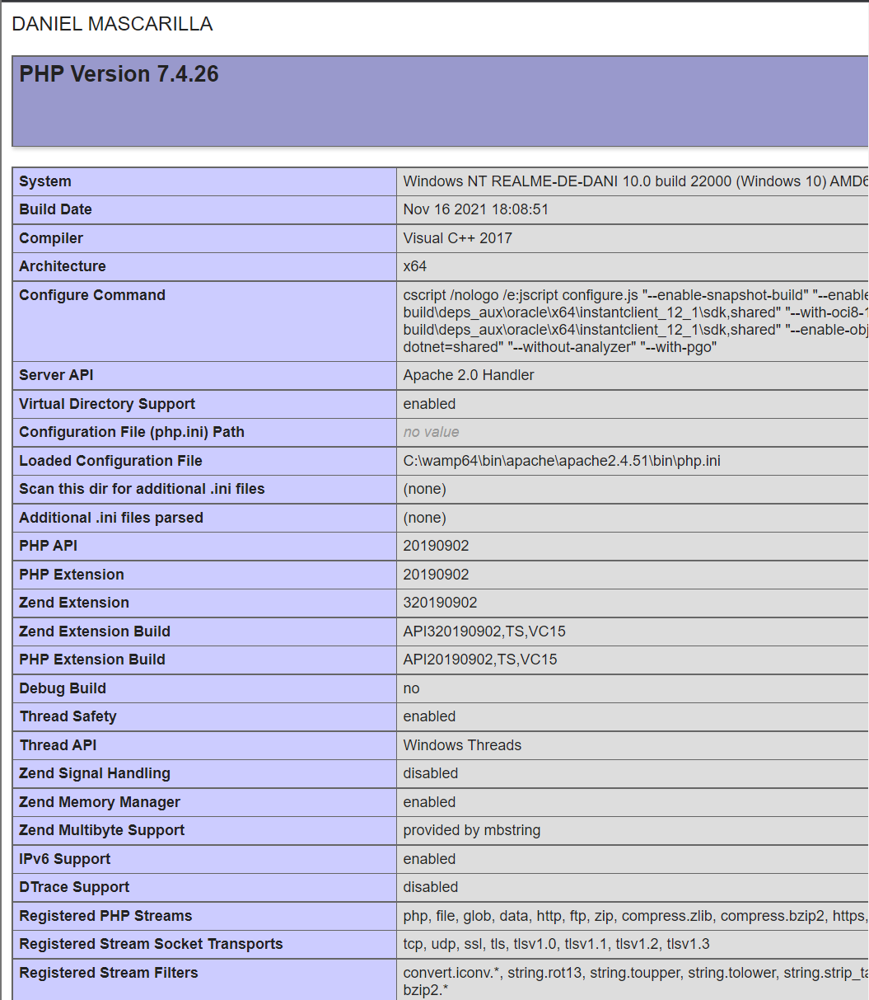 DANIEL MASCARILLA
PHP Version 7.4.26
System Windows NT REALME-DE-DANI 10.0 build 22000 (Windows 10) AMD6
Build Date Nov 16 2021 18:08:51
Compiler Visual C++ 2017
Architecture x64
Configure Command cscript /nologo /e:jscript configure.js "--enable-snapshot-build" "--enable
build\deps_aux\oracle\x64\instantclient_12_1\sdk,shared" "--with-oci8-1
build\deps_aux\oracle\x64\instantclient_12_1\sdk,shared" "--enable-obj
dotnet=shared" "--without-analyzer" "--with-pgo"
Server API Apache 2.0 Handler
Virtual Directory Support enabled
Configuration File (php.ini) Path no value
Loaded Configuration File C:\wamp64\bin\apache\apache2.4.51\bin\php.ini
Scan this dir for additional .ini files (none)
Additional .ini files parsed (none)
PHP API 20190902
PHP Extension 20190902
Zend Extension 320190902
Zend Extension Build API320190902,TS,VC15
PHP Extension Build API20190902,TS,VC15
Debug Build no
Thread Safety enabled
Thread API Windows Threads
Zend Signal Handling disabled
Zend Memory Manager enabled
Zend Multibyte Support provided by mbstring
IPv6 Support enabled
DTrace Support disabled
Registered PHP Streams php, file, glob, data, http, ftp, zip, compress.zlib, compress.bzip2, https,
Registered Stream Socket Transports tcp, udp, ssl, tls, tlsv1.0, tlsv1.1, tlsv1.2, tlsv1.3
Registered Stream Filters convert.iconv.*, string.rot13, string.toupper, string.tolower, string.strip_ta
bzip2.*